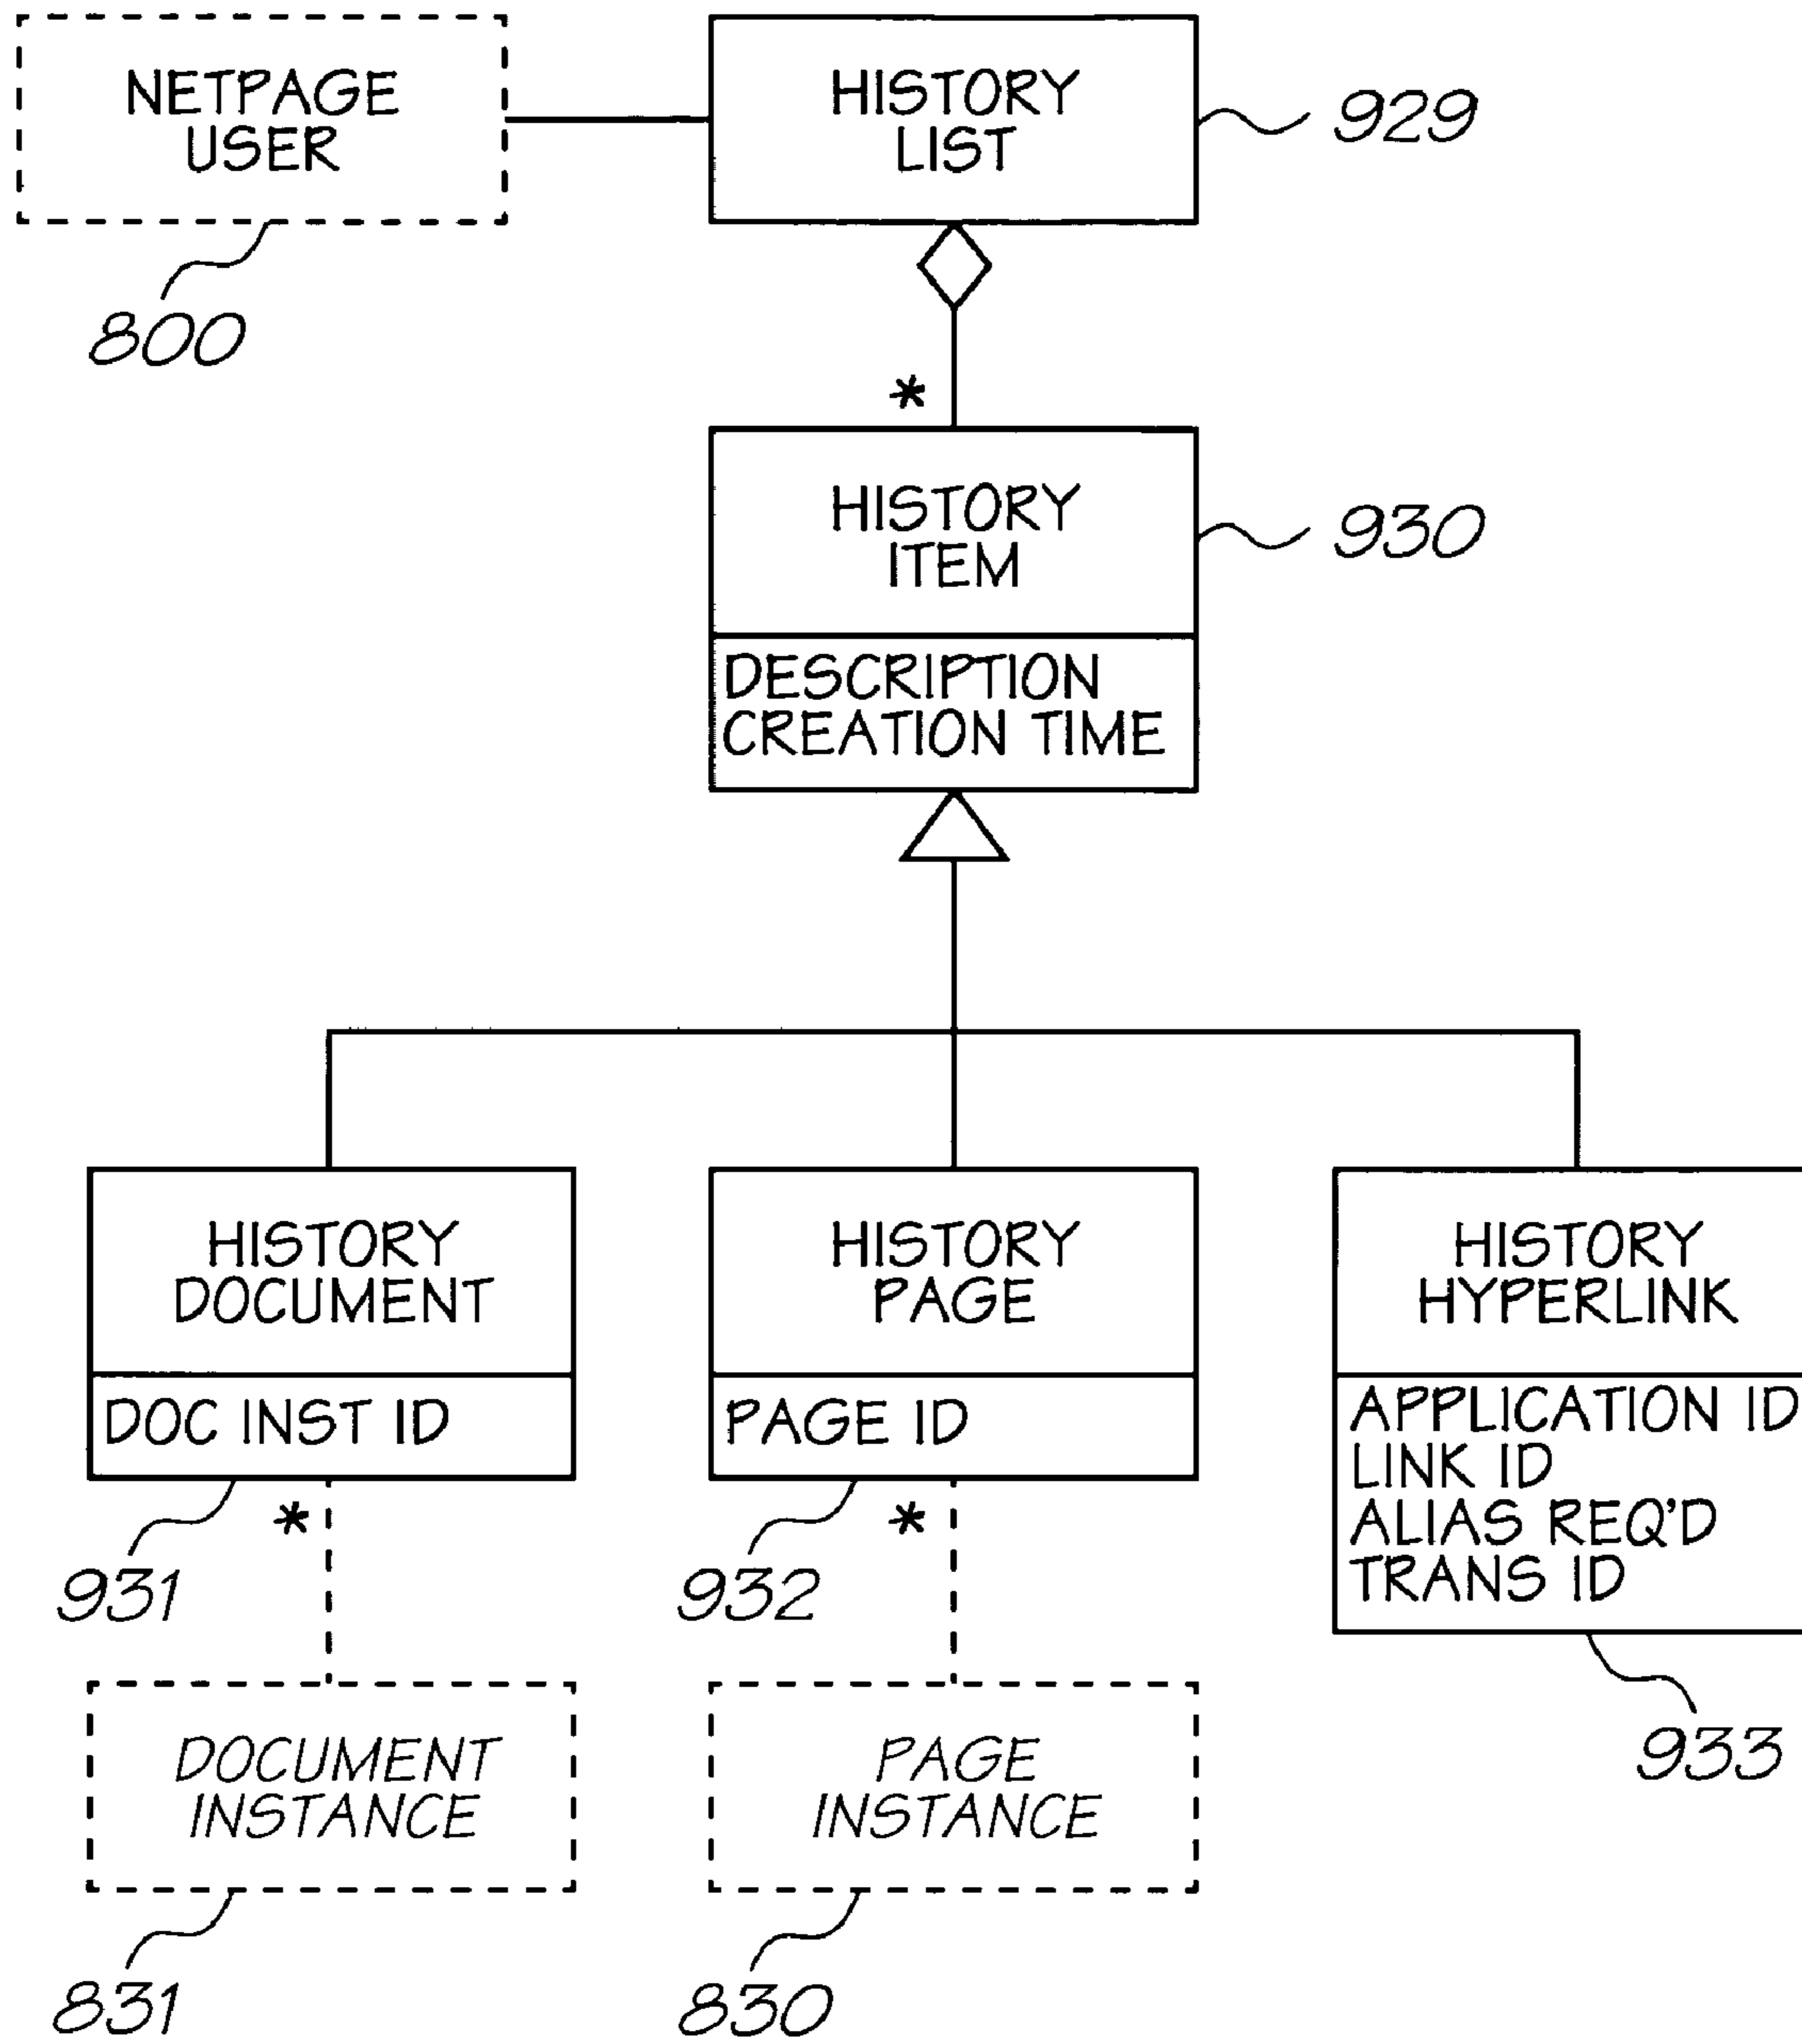 NETPAGE
USER
800
HISTORY
LIST
929
*
HISTORY
ITEM
930
DESCRIPTION
CREATION TIME
HISTORY
DOCUMENT
DOC INST ID
931
*
HISTORY
PAGE
PAGE ID
932
*
HISTORY
HYPERLINK
APPLICATION ID
LINK ID
ALIAS REQ'D
TRANS ID
933
DOCUMENT
INSTANCE
831
PAGE
INSTANCE
830